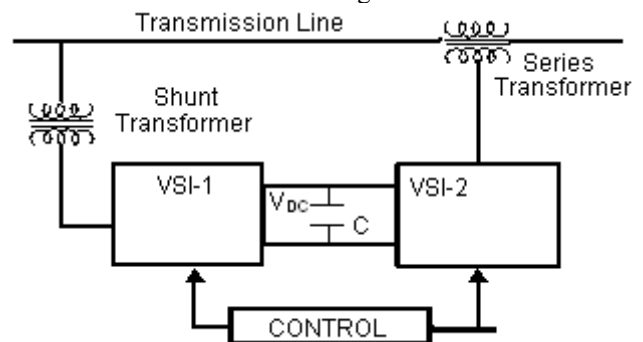 Transmission Line
Series
Transformer
Shunt
Transformer
VSI-1
VDC
C
VSI-2
CONTROL